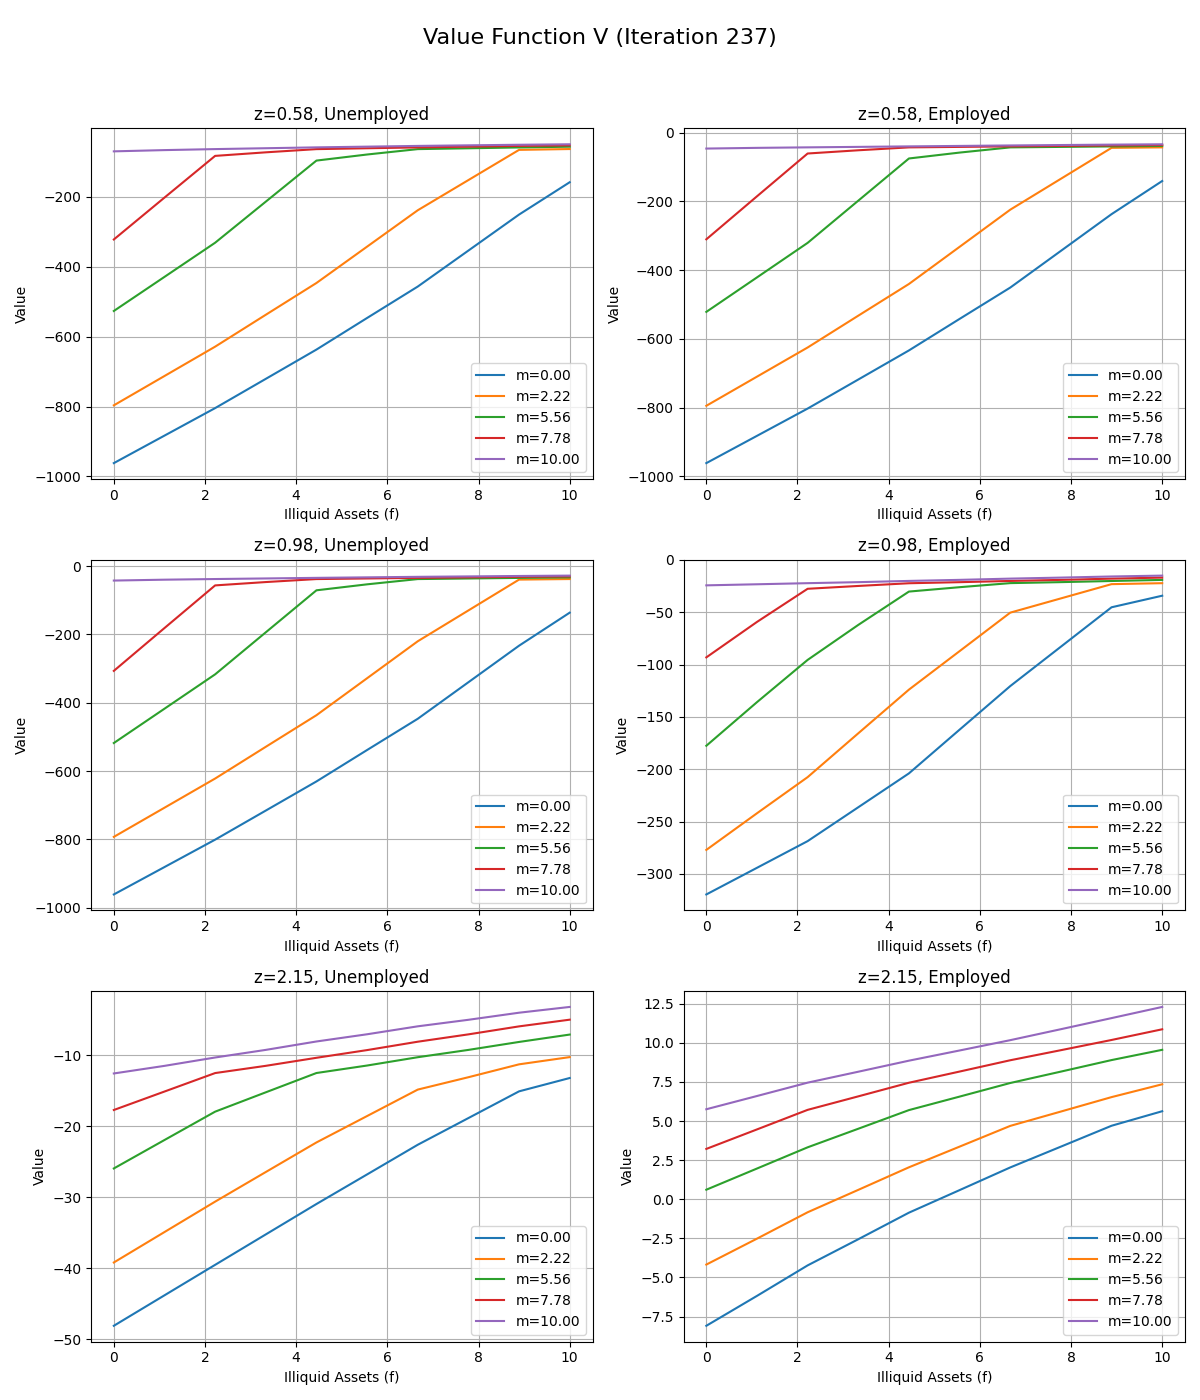 Value Function V (Iteration 237)
z=0.58, Unemployed
Value
−200
−400
−600
−800
−1000
0 2 4 6 8 10
Illiquid Assets (f)
m=0.00
m=2.22
m=5.56
m=7.78
m=10.00
z=0.58, Employed
Value
0
−200
−400
−600
−800
−1000
0 2 4 6 8 10
Illiquid Assets (f)
m=0.00
m=2.22
m=5.56
m=7.78
m=10.00
z=0.98, Unemployed
Value
0
−200
−400
−600
−800
−1000
0 2 4 6 8 10
Illiquid Assets (f)
m=0.00
m=2.22
m=5.56
m=7.78
m=10.00
z=0.98, Employed
Value
0
−50
−100
−150
−200
−250
−300
0 2 4 6 8 10
Illiquid Assets (f)
m=0.00
m=2.22
m=5.56
m=7.78
m=10.00
z=2.15, Unemployed
Value
−10
−20
−30
−40
−50
0 2 4 6 8 10
Illiquid Assets (f)
m=0.00
m=2.22
m=5.56
m=7.78
m=10.00
z=2.15, Employed
Value
12.5
10.0
7.5
5.0
2.5
0.0
−2.5
−5.0
−7.5
0 2 4 6 8 10
Illiquid Assets (f)
m=0.00
m=2.22
m=5.56
m=7.78
m=10.00